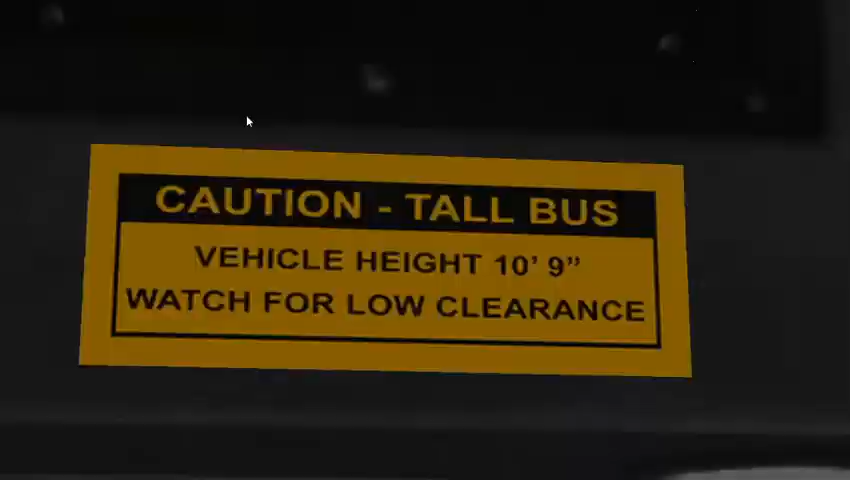 CAUTION - TALL BUS
VEHICLE HEIGHT 10’ 9”
WATCH FOR LOW CLEARANCE